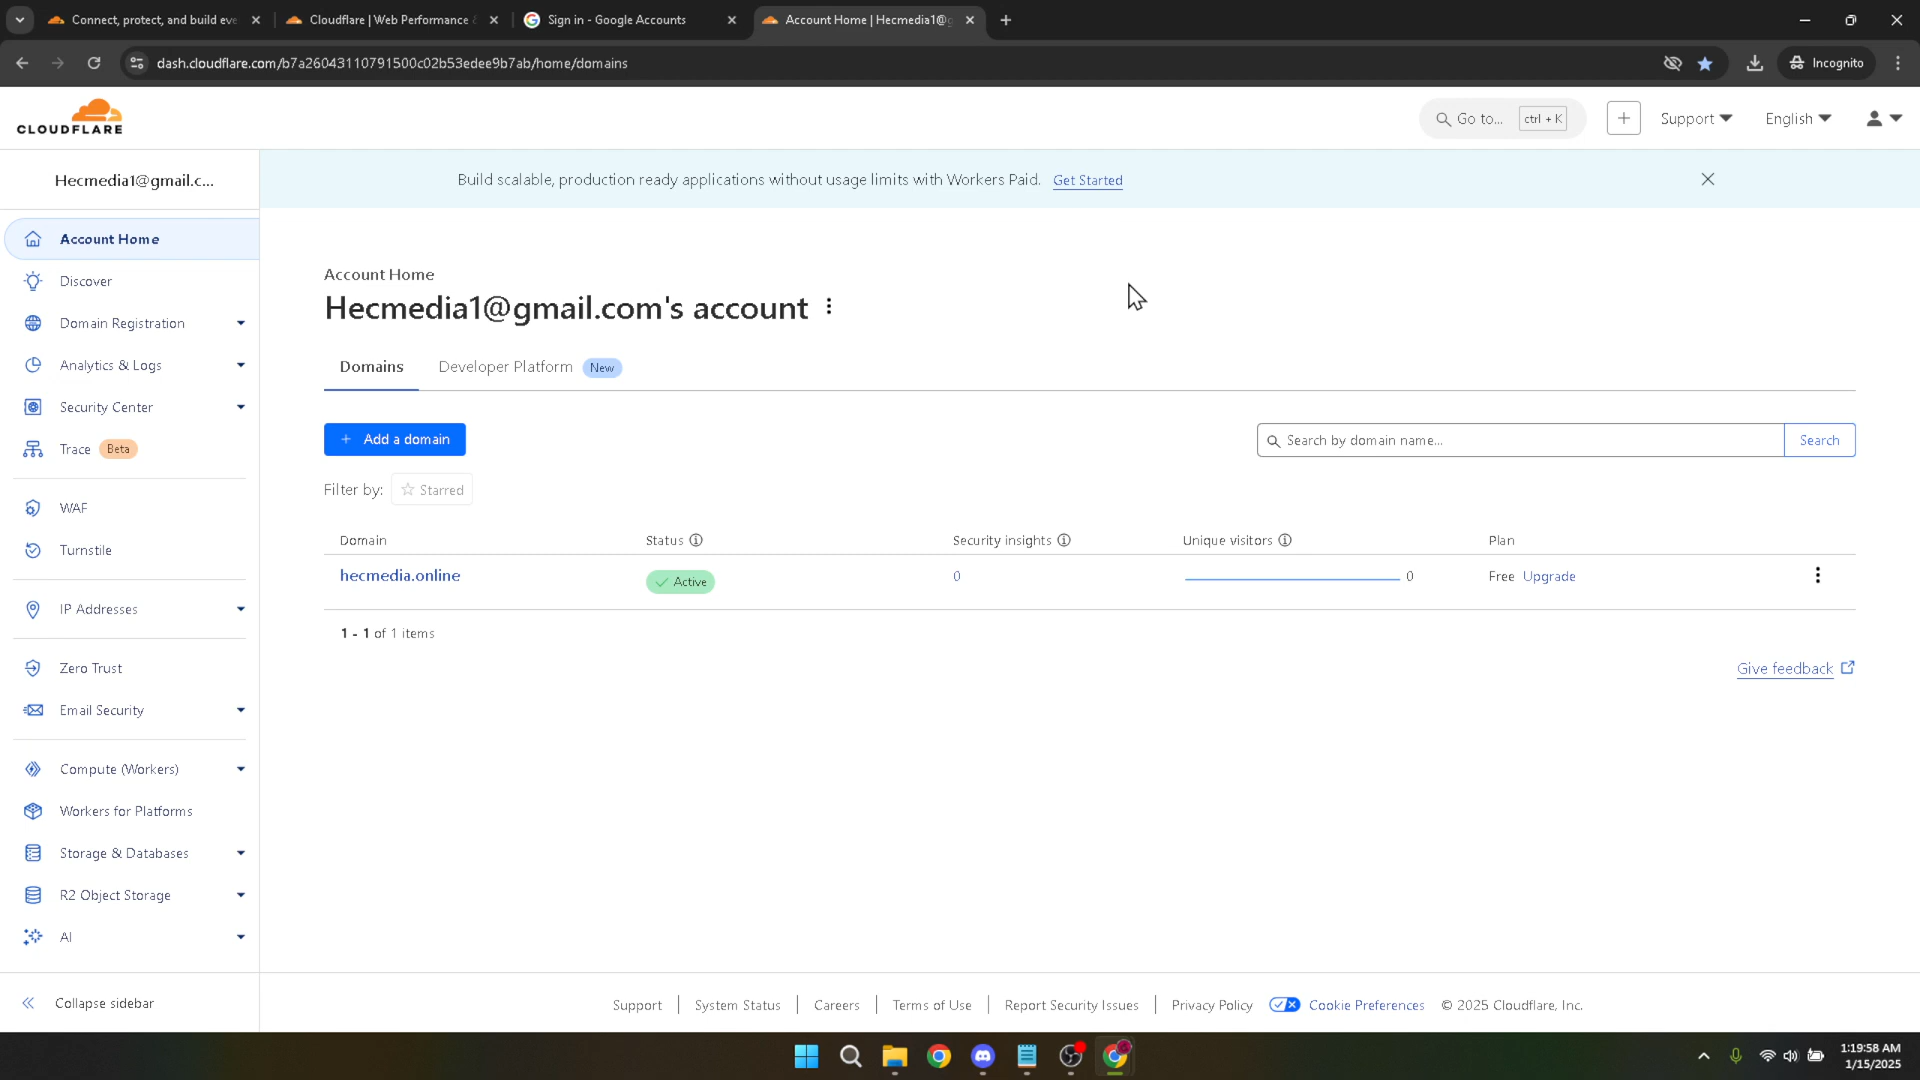 Connect, protect, and build eve
Cloudflare | Web Performance &
Sign in - Google Accounts
Account Home | Hecmedia1@g
dash.cloudflare.com/b7a26043110791500c02b53edee9b7ab/home/domains
Incognito
CLOUDFLARE
Go to...
ctrl + K
Support
English
Hecmedia1@gmail.c...
Build scalable, production ready applications without usage limits with Workers Paid. Get Started
Account Home
Discover
Domain Registration
Analytics & Logs
Security Center
Trace Beta
WAF
Turnstile
IP Addresses
Zero Trust
Email Security
Compute (Workers)
Workers for Platforms
Storage & Databases
R2 Object Storage
AI
Collapse sidebar
Account Home
Hecmedia1@gmail.com's account
Domains
Developer Platform New
+ Add a domain
Search by domain name...
Search
Filter by: Starred
Domain Status Security insights Unique visitors Plan
hecmedia.online Active 0 0 Free Upgrade
1 - 1 of 1 items
Give feedback
Support System Status Careers Terms of Use Report Security Issues Privacy Policy Cookie Preferences © 2025 Cloudflare, Inc.
1:19:58 AM
1/15/2025